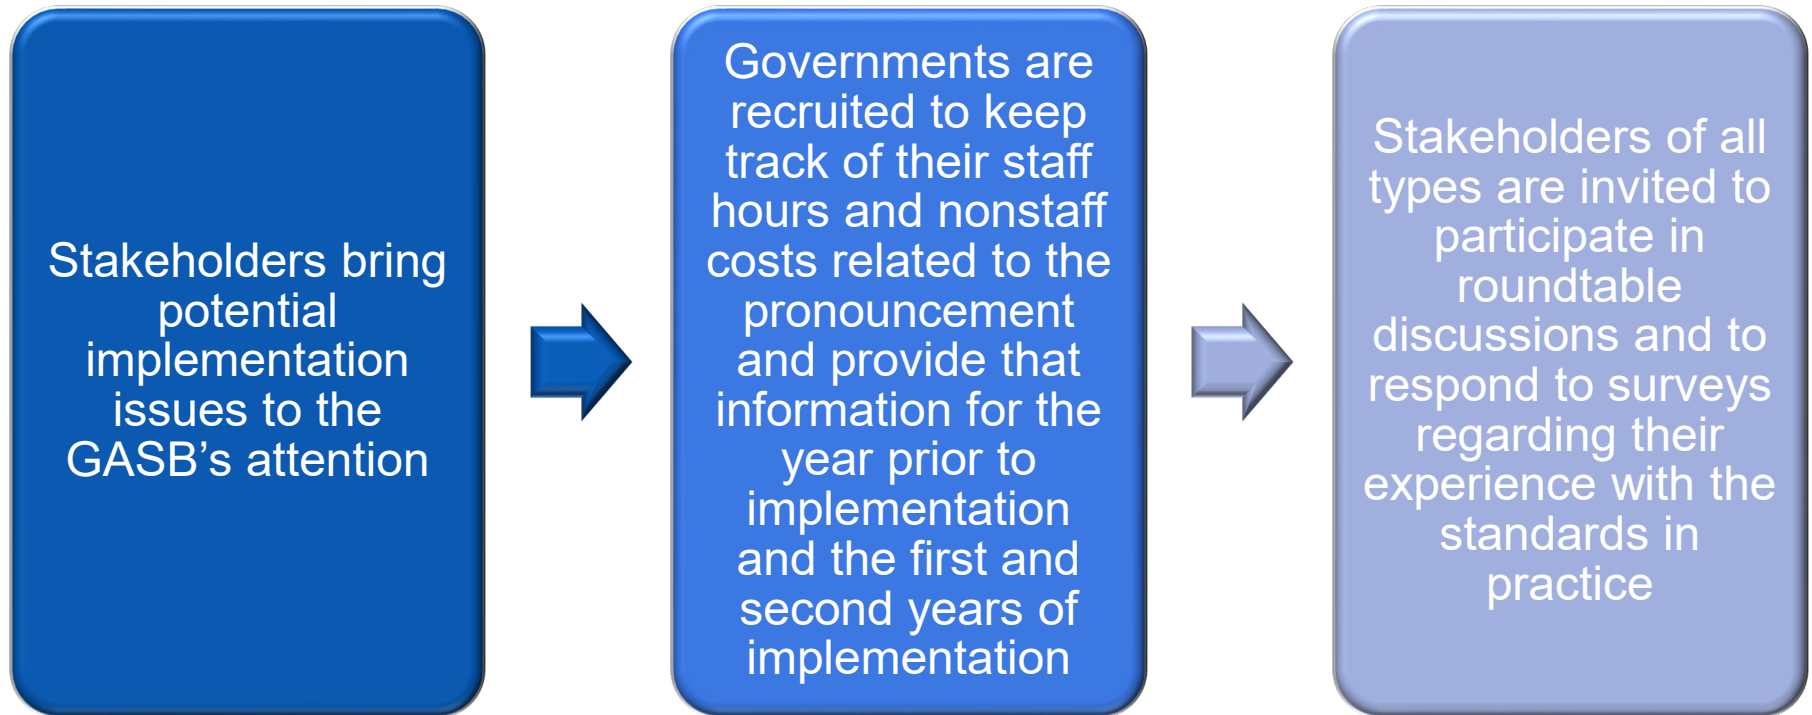 Stakeholders bring
potential
implementation
issues to the
GASB’s attention
Governments are
recruited to keep
track of their staff
hours and nonstaff
costs related to the
pronouncement
and provide that
information for the
year prior to
implementation
and the first and
second years of
implementation
Stakeholders of all
types are invited to
participate in
roundtable
discussions and to
respond to surveys
regarding their
experience with the
standards in
practice